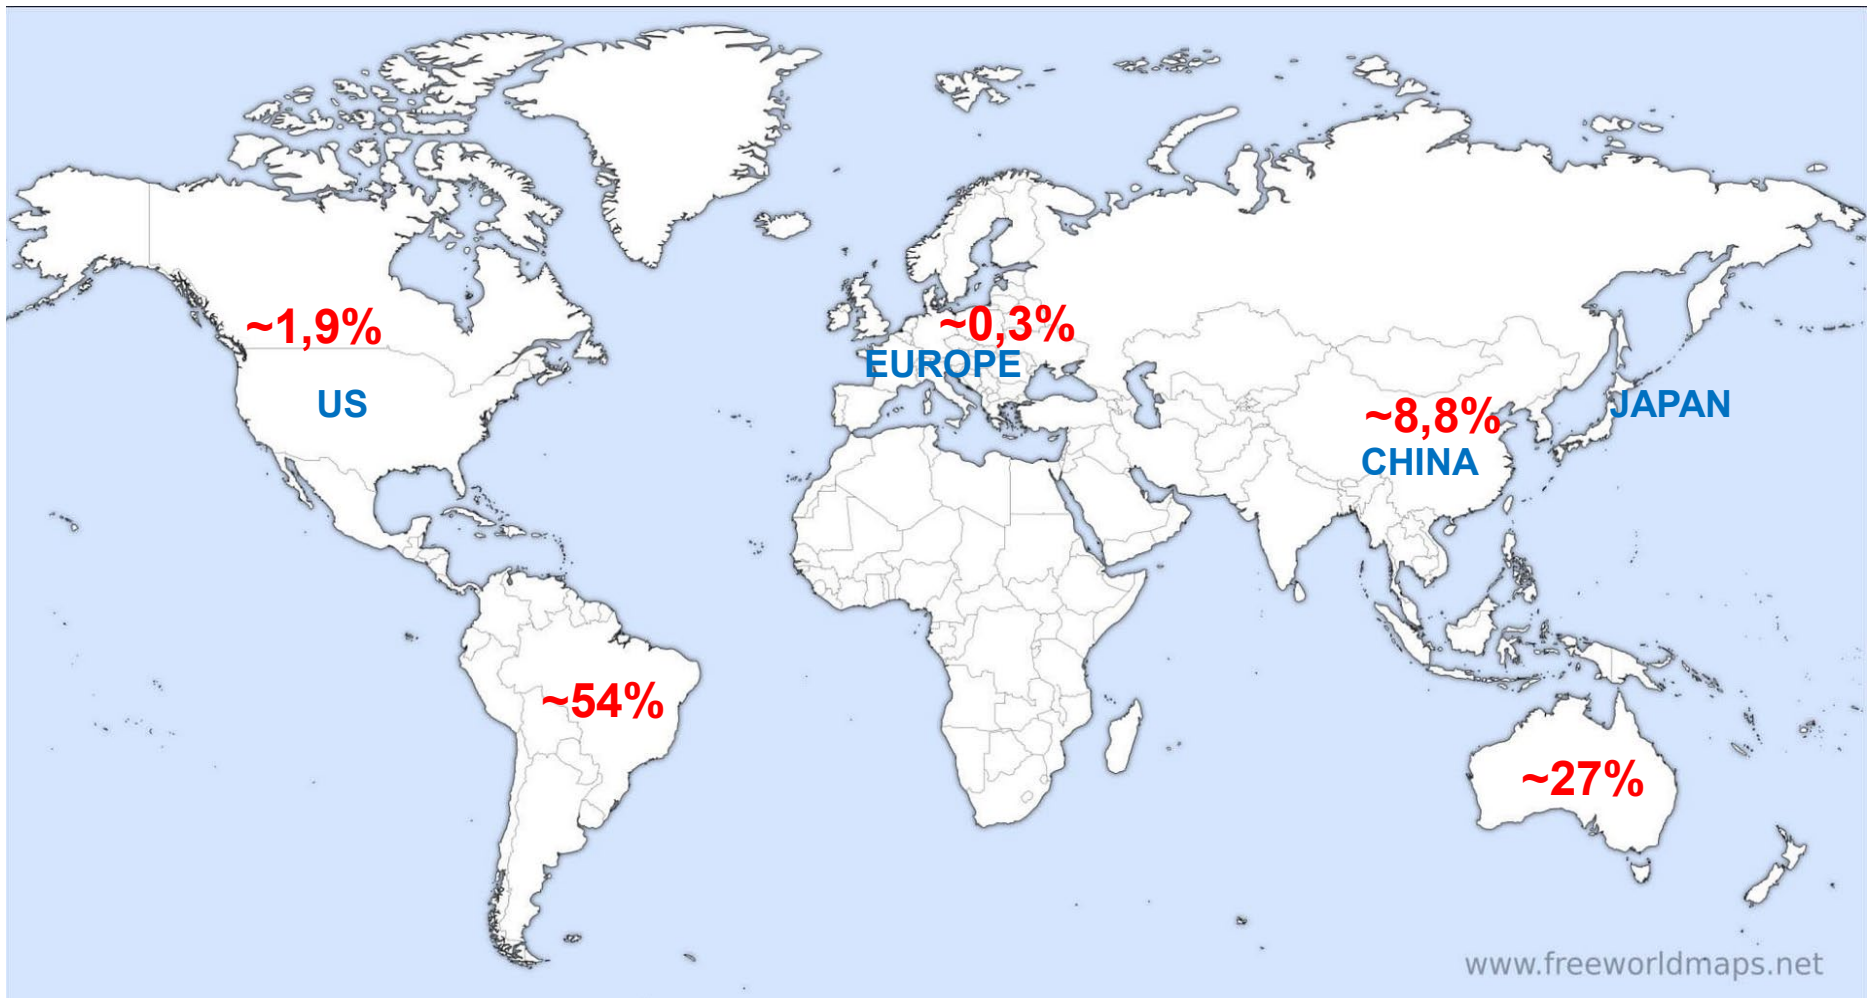 ~1,9%
~0,3%
EUROPE
US
~8,8%
JAPAN
CHINA
~54%
~27%
www.freeworldmaps.net